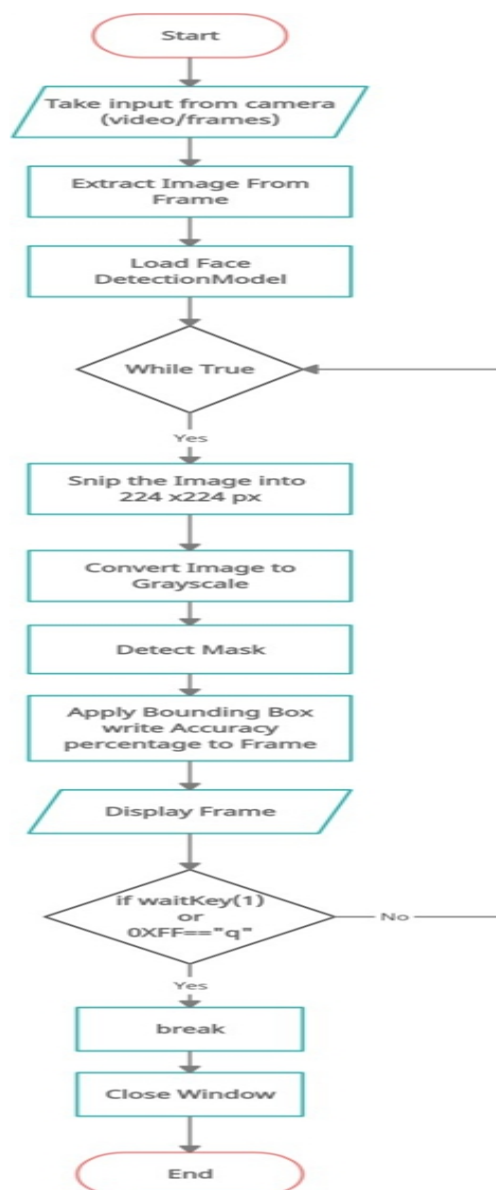 Start
Take input from camera
(video/frames)
Extract Image From
Frame
Load Face
DetectionModel
While True
Yes
Snip the Image into
224 x224 px
Convert Image to
Grayscale
Detect Mask
Apply Bounding Box
write Accuracy
percentage to Frame
Display Frame
if waitKey(1)
or
0XFF=="q"
No
Yes
break
Close Window
End